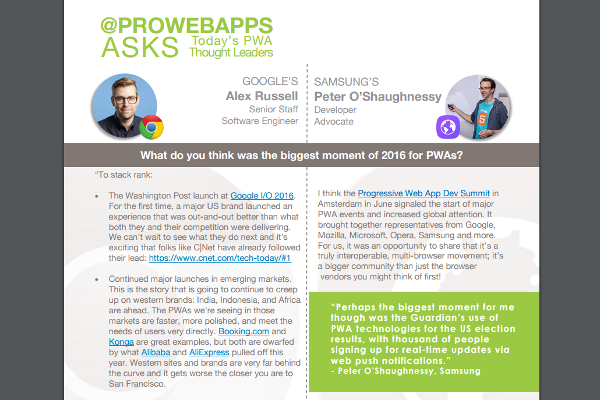 @PROWEBAPPS
ASKS Today's PWA
Thought Leaders
GOOGLE'S
Alex Russell
Senior Staff
Software Engineer
SAMSUNG'S
Peter O'Shaughnessy
Developer
Advocate
What do you think was the biggest moment of 2016 for PWAs?
"To stack rank:
• The Washington Post launch at Google I/O 2016.
For the first time, a major US brand launched an
experience that was out-and-out better than what
both they and their competition were delivering.
We can't wait to see what they do next and it's
exciting that folks like C|Net have already followed
their lead: https://www.cnet.com/tech-today/#1
• Continued major launches in emerging markets.
This is the story that is going to continue to creep
up on western brands: India, Indonesia, and Africa
are ahead. The PWAs we're seeing in those
markets are faster, more polished, and meet the
needs of users very directly. Booking.com and
Konga are great examples, but both are dwarfed
by what Alibaba and AliExpress pulled off this
year. Western sites and brands are very far behind
the curve and it gets worse the closer you are to
San Francisco.
I think the Progressive Web App Dev Summit in
Amsterdam in June signaled the start of major
PWA events and increased global attention. It
brought together representatives from Google,
Mozilla, Microsoft, Opera, Samsung and more.
For us, it was an opportunity to share that it's a
truly interoperable, multi-browser movement; it's
a bigger community than just the browser
vendors you might think of first!
"Perhaps the biggest moment for me
though was the Guardian's use of
PWA technologies for the US election
results, with thousand of people
signing up for real-time updates via
web push notifications."
- Peter O'Shaughnessy, Samsung